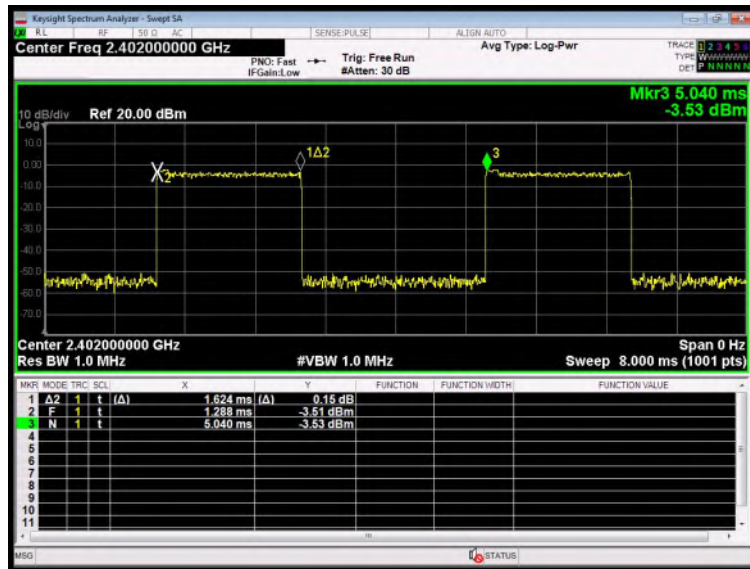 Keysight Spectrum Analyzer - Swept SA
RL RF 50 Ω AC SENSE:PULSE ALIGN AUTO
Center Freq 2.402000000 GHz
PNO: Fast
IFGain:Low
Trig: Free Run
#Atten: 30 dB
Avg Type: Log-Pwr
TRACE 1 2 3 4 5 6
TYPE WWWWWW
DET P N N N N N
Mkr3 5.040 ms
-3.53 dBm
10 dB/div Ref 20.00 dBm
Log
10.0
0.00
-10.0
-20.0
-30.0
-40.0
-50.0
-60.0
-70.0
2
1Δ2
3
Center 2.402000000 GHz
Span 0 Hz
Res BW 1.0 MHz #VBW 1.0 MHz Sweep 8.000 ms (1001 pts)
MKR MODE TRC SCL X Y FUNCTION FUNCTION WIDTH FUNCTION VALUE
1 Δ2 1 t (Δ) 1.624 ms (Δ) 0.15 dB
2 F 1 t 1.288 ms -3.51 dBm
3 N 1 t 5.040 ms -3.53 dBm
4
5
6
7
8
9
10
11
MSG STATUS